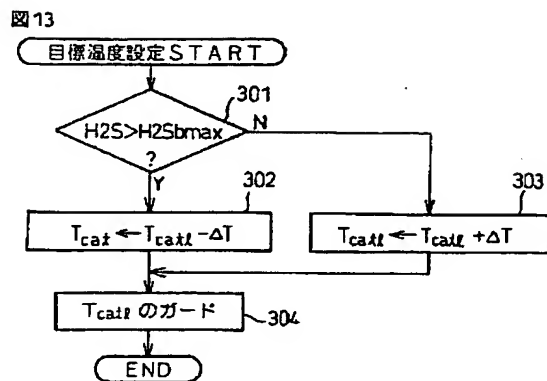 図13
目標温度設定START
301
H2S>H2Sbmax
?
N
Y
302
Tcat ← Tcatl −ΔT
303
Tcatl ← Tcatl +ΔT
Tcatl のガード
304
END